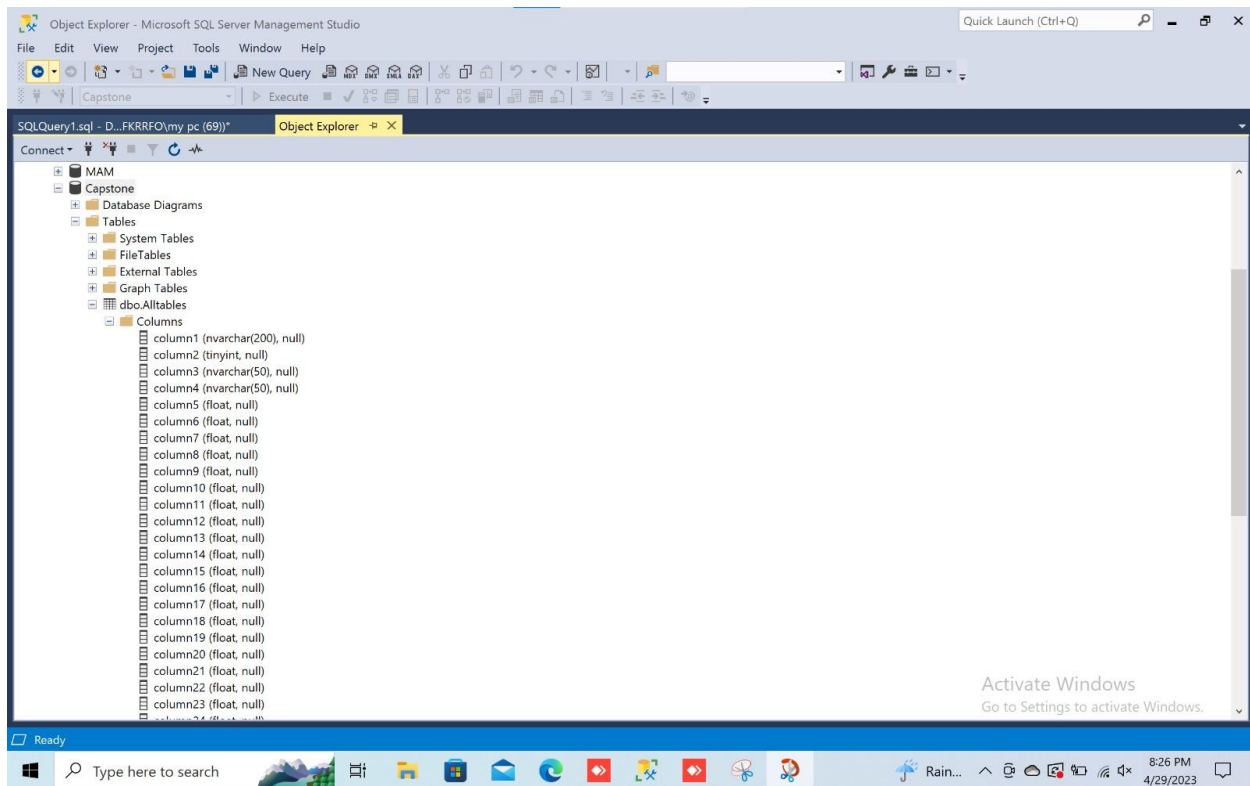 Object Explorer - Microsoft SQL Server Management Studio
Quick Launch (Ctrl+Q)
File Edit View Project Tools Window Help
New Query
MDX DMX XMLA DAX
Capstone
Execute
SQLQuery1.sql - D...FKRRFO\my pc (69))*
Object Explorer
Connect
MAM
Capstone
Database Diagrams
Tables
System Tables
FileTables
External Tables
Graph Tables
dbo.Alltables
Columns
column1 (nvarchar(200), null)
column2 (tinyint, null)
column3 (nvarchar(50), null)
column4 (nvarchar(50), null)
column5 (float, null)
column6 (float, null)
column7 (float, null)
column8 (float, null)
column9 (float, null)
column10 (float, null)
column11 (float, null)
column12 (float, null)
column13 (float, null)
column14 (float, null)
column15 (float, null)
column16 (float, null)
column17 (float, null)
column18 (float, null)
column19 (float, null)
column20 (float, null)
column21 (float, null)
column22 (float, null)
column23 (float, null)
Activate Windows
Go to Settings to activate Windows.
Ready
Type here to search
Rain...
8:26 PM
4/29/2023